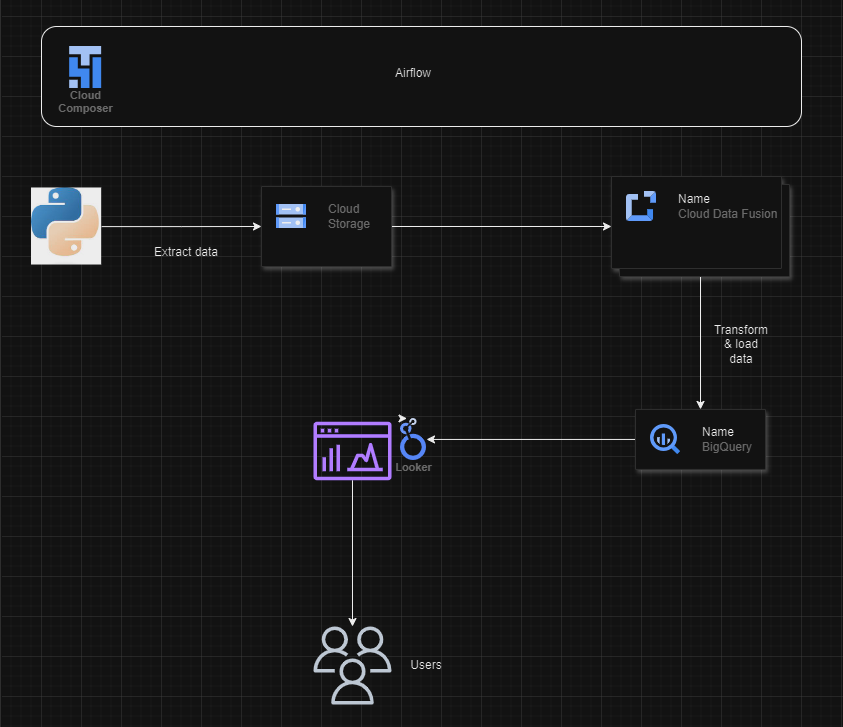 Airflow
Cloud
Composer
Extract data
Cloud
Storage
Name
Cloud Data Fusion
Transform
& load
data
Name
BigQuery
Looker
Users